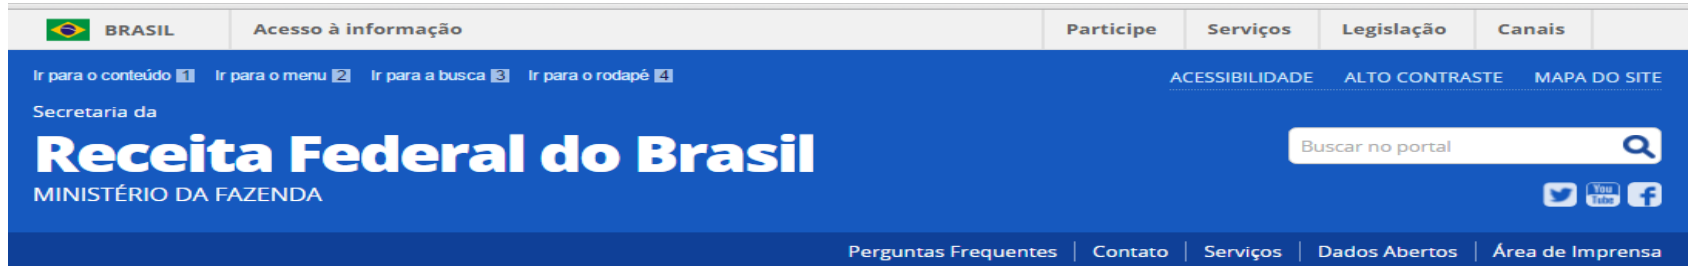 BRASIL Acesso à informação Participe Serviços Legislação Canais
Ir para o conteúdo 1 Ir para o menu 2 Ir para a busca 3 Ir para o rodapé 4 ACESSIBILIDADE ALTO CONTRASTE MAPA DO SITE
Secretaria da
Receita Federal do Brasil
Buscar no portal
MINISTÉRIO DA FAZENDA
You Tube
Perguntas Frequentes Contato Serviços Dados Abertos Área de Imprensa